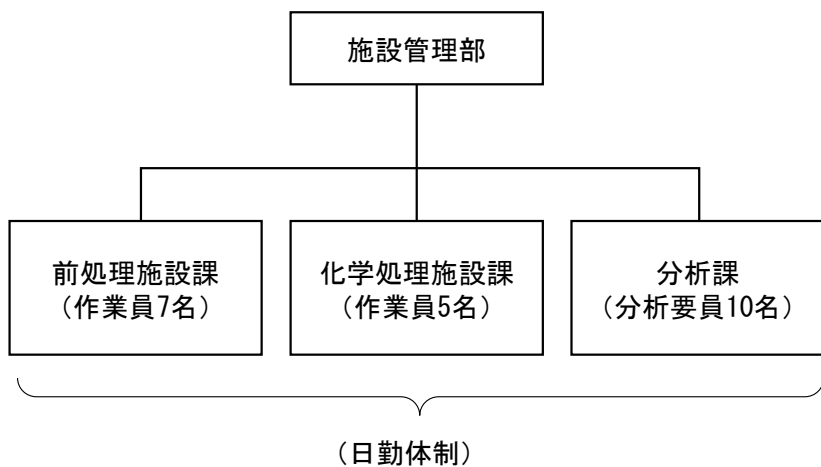 施設管理部
前処理施設課
（作業員7名）
化学処理施設課
（作業員5名）
分析課
（分析要員10名）
（日勤体制）